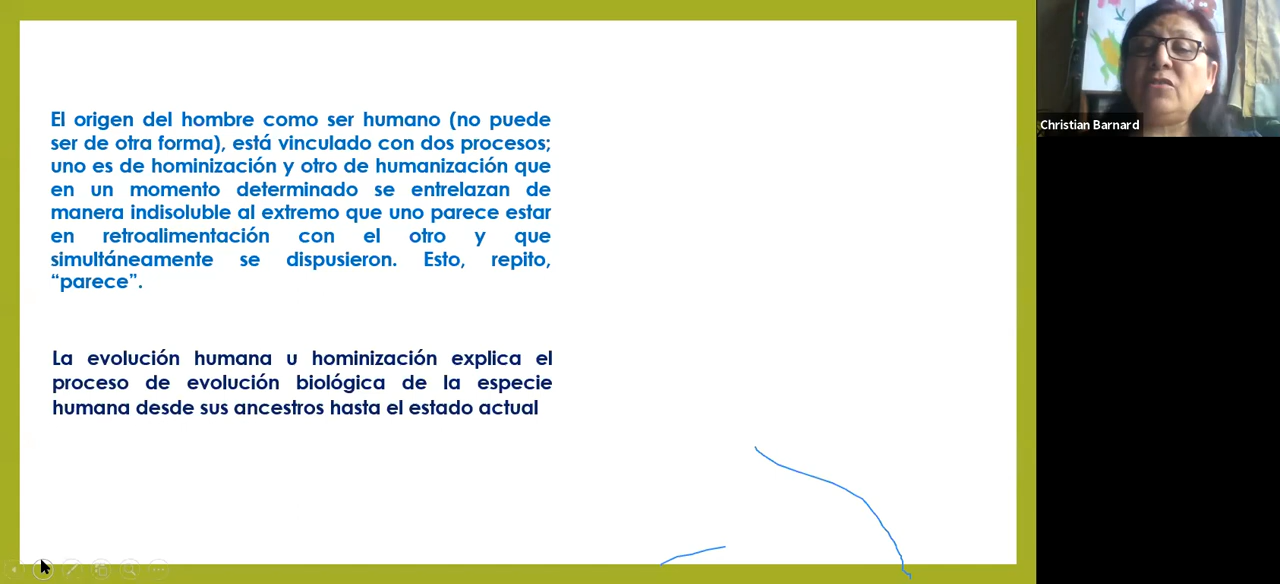 El origen del hombre como ser humano (no puede
ser de otra forma), está vinculado con dos procesos;
uno es de hominización y otro de humanización que
en un momento determinado se entrelazan de
manera indisoluble al extremo que uno parece estar
en retroalimentación con el otro y que
simultáneamente se dispusieron. Esto, repito,
“parece”.
La evolución humana u hominización explica el
proceso de evolución biológica de la especie
humana desde sus ancestros hasta el estado actual
Christian Barnard